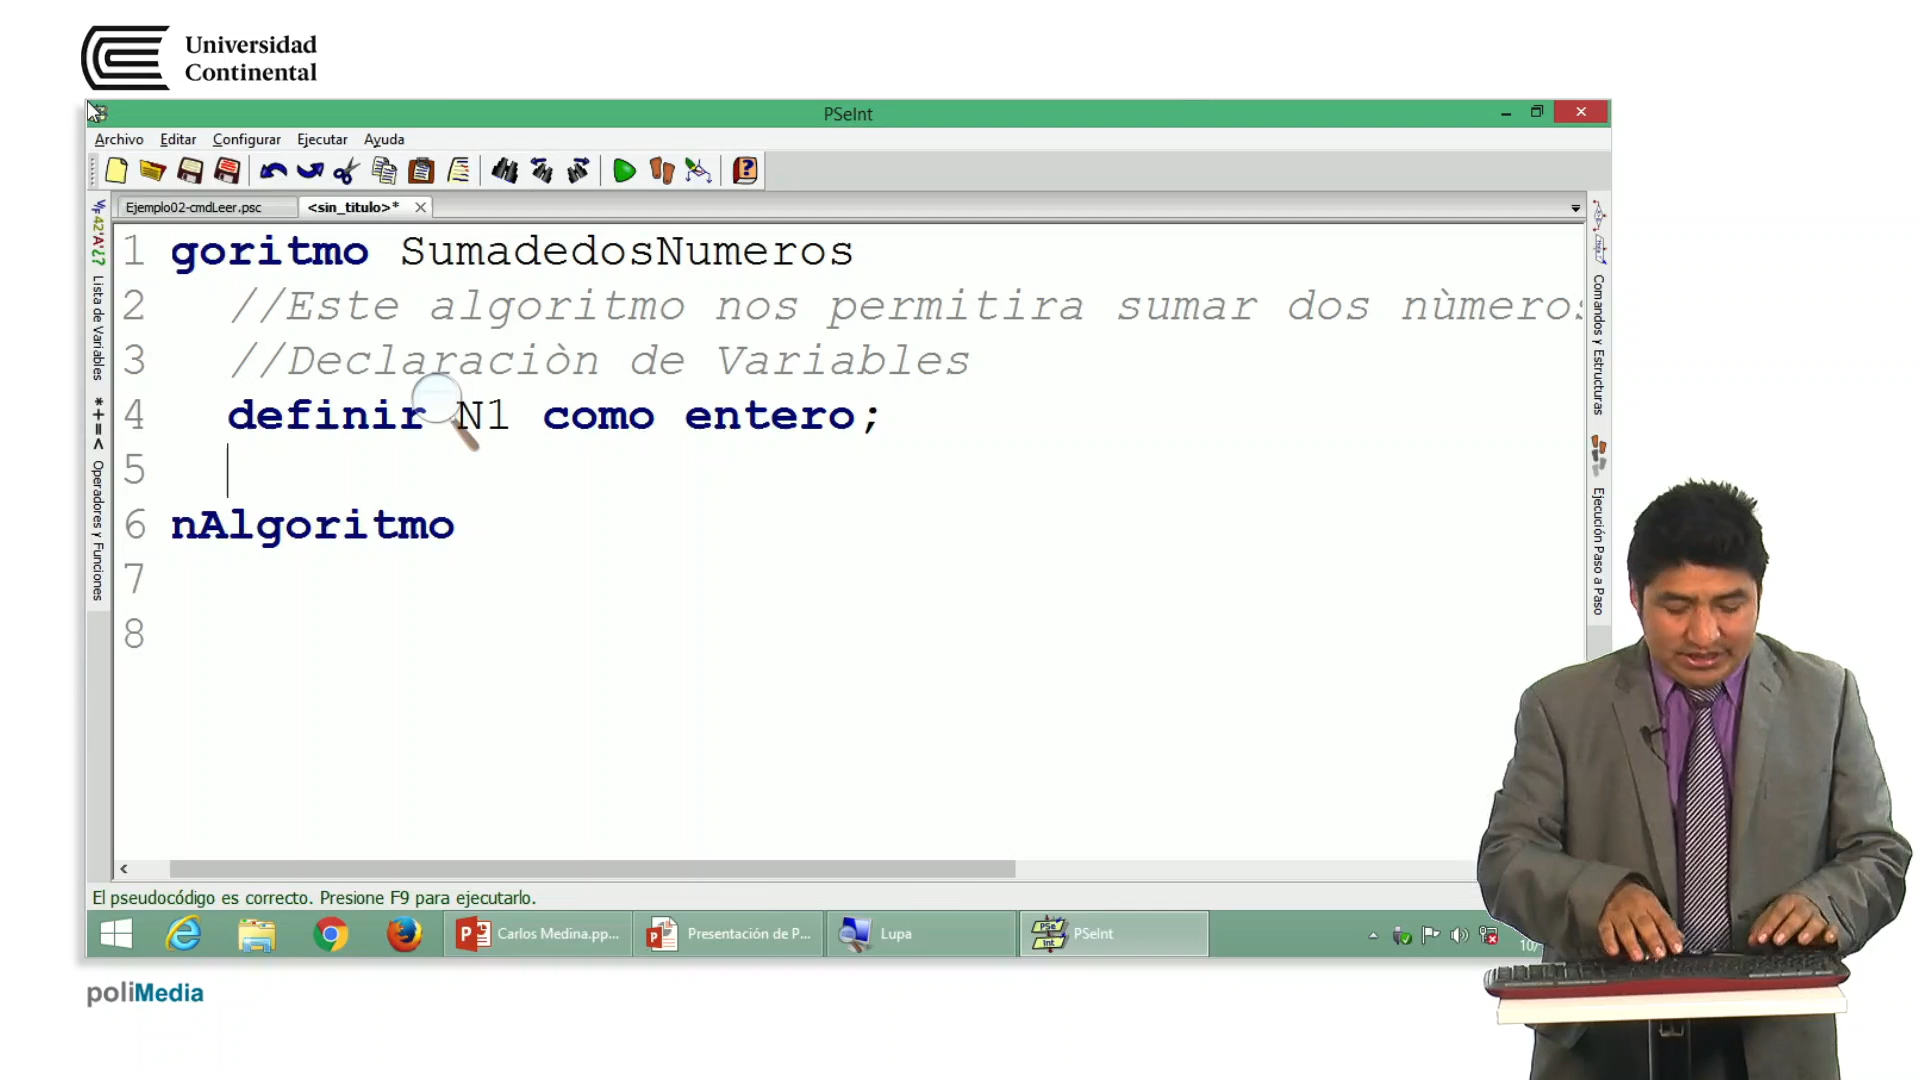 Universidad
Continental
PSeInt
Archivo Editar Configurar Ejecutar Ayuda
Ejemplo02-cmdLeer.psc <sin_titulo>*
1 goritmo SumadedosNumeros
2 //Este algoritmo nos permitira sumar dos nùmeros
3 //Declaraciòn de Variables
4 definir N1 como entero;
5
6 nAlgoritmo
7
8
Lista de Variables
*+=< Operadores y Funciones
Comandos y Estructuras
Ejecución Paso a Paso
El pseudocódigo es correcto. Presione F9 para ejecutarlo.
Carlos Medina.pp... Presentación de P... Lupa PSeInt
10/
poliMedia